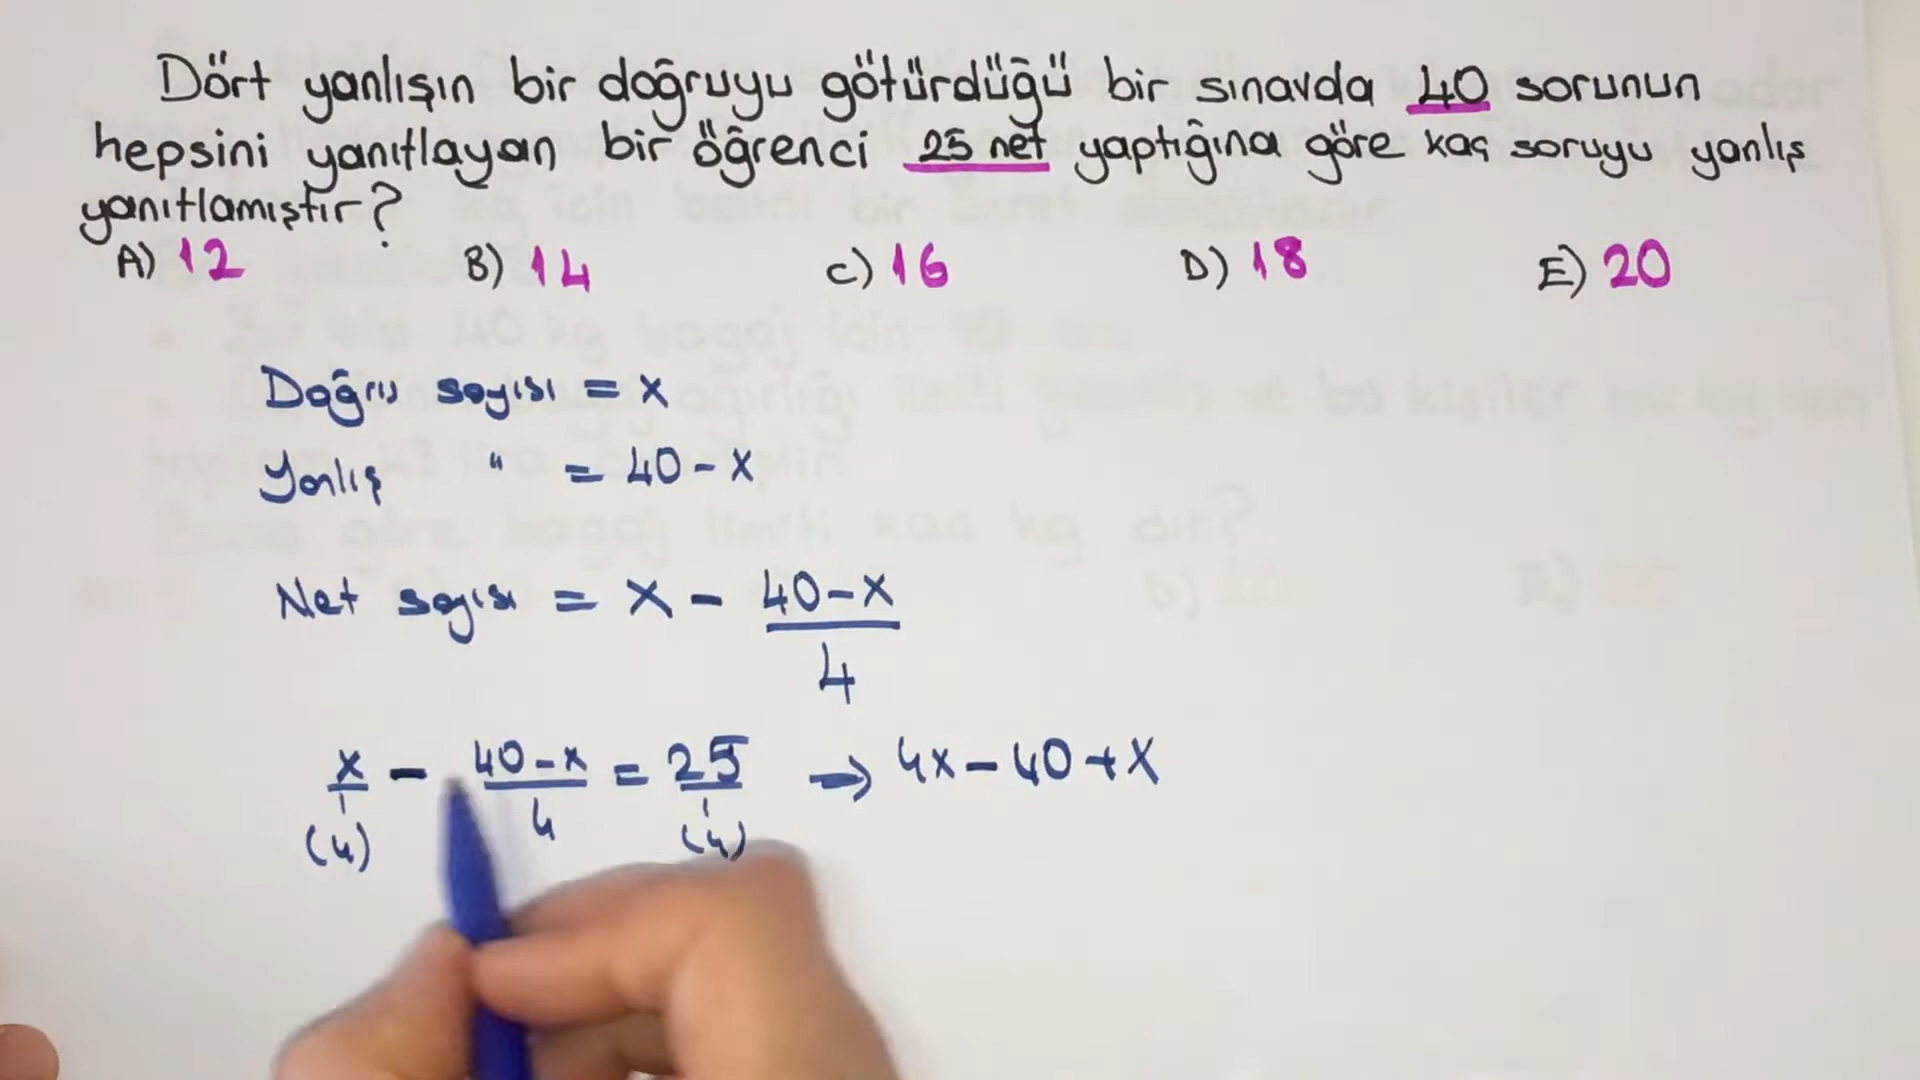 Dört yanlışın bir doğruyu götürdüğü bir sınavda 40 sorunun
hepsini yanıtlayan bir öğrenci 25 net yaptığına göre kaç soruyu yanlış
yanıtlamıştır?
A) 12 B) 14 C) 16 D) 18 E) 20
Doğru sayısı = x
Yanlış " = 40 - x
Net sayısı = x - (40 - x)/4
x/1 - (40 - x)/4 = 25/1 → 4x - 40 + x
(4) (4)